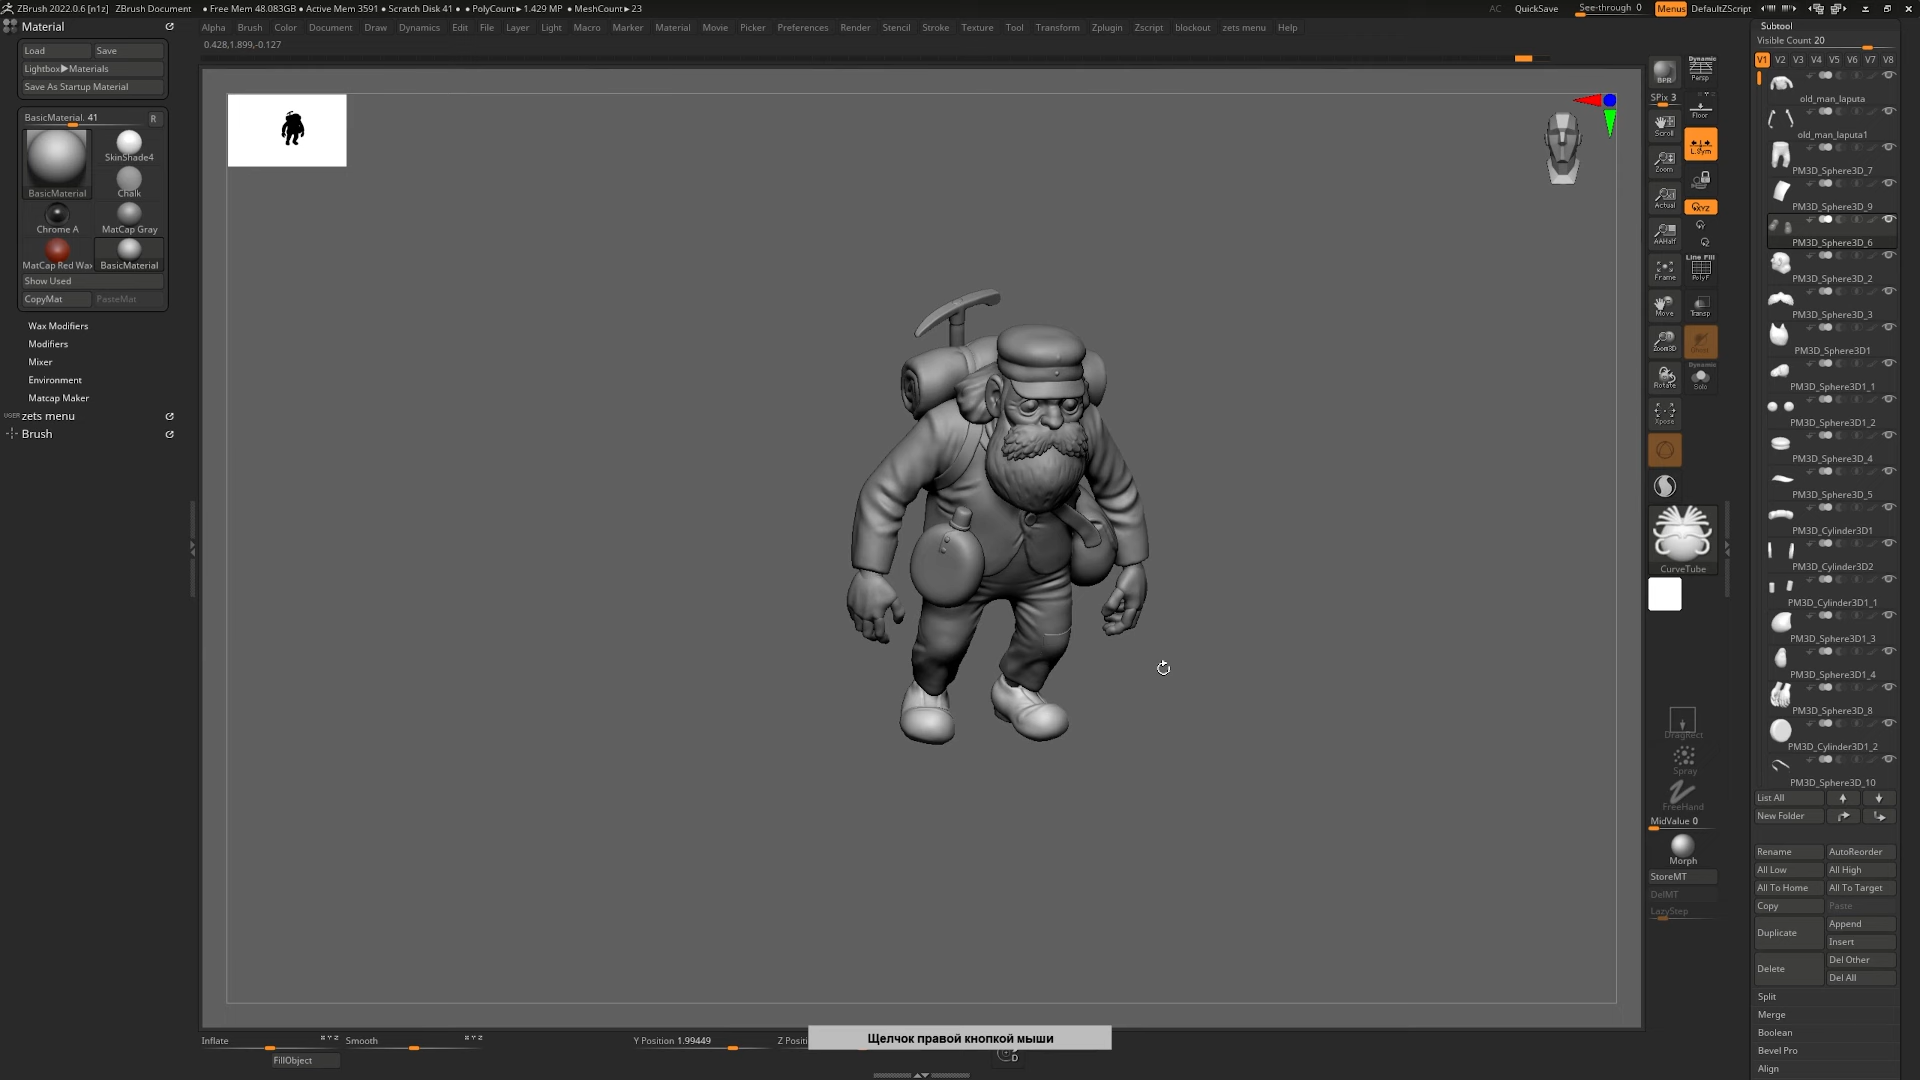 ZBrush 2022.0.6 [n1z] ZBrush Document • Free Mem 48.083GB • Active Mem 3591 • Scratch Disk 41 • • PolyCount▸ 1.429 MP • MeshCount▸ 23
AC QuickSave See-through 0 Menus DefaultZScript
Material
Alpha Brush Color Document Draw Dynamics Edit File Layer Light Macro Marker Material Movie Picker Preferences Render Stencil Stroke Texture Tool Transform Zplugin Zscript blockout zets menu Help
0.428,1.899,-0.127
Load Save
Lightbox▶Materials
Save As Startup Material
BasicMaterial. 41 R
SkinShade4
BasicMaterial Chalk
Chrome A MatCap Gray
MatCap Red Wax BasicMaterial
Show Used
CopyMat PasteMat
Wax Modifiers
Modifiers
Mixer
Environment
Matcap Maker
zets menu
Brush
BPR
SPix 3
Scroll
Zoom
Actual
AAHalf
Frame
Move
Zoom3D
Rotate
Xpose
Dynamic
Persp
Floor
L.Sym
Line Fill
PolyF
Transp
Ghost
Dynamic
Solo
CurveTube
DragRect
Spray
FreeHand
MidValue 0
Morph
StoreMT
DelMT
LazyStep
Subtool
Visible Count 20
V1 V2 V3 V4 V5 V6 V7 V8
old_man_laputa
old_man_laputa1
PM3D_Sphere3D_7
PM3D_Sphere3D_9
PM3D_Sphere3D_6
PM3D_Sphere3D_2
PM3D_Sphere3D_3
PM3D_Sphere3D1
PM3D_Sphere3D1_1
PM3D_Sphere3D1_2
PM3D_Sphere3D_4
PM3D_Sphere3D_5
PM3D_Cylinder3D1
PM3D_Cylinder3D2
PM3D_Cylinder3D1_1
PM3D_Sphere3D1_3
PM3D_Sphere3D1_4
PM3D_Sphere3D_8
PM3D_Cylinder3D1_2
PM3D_Sphere3D_10
List All
New Folder
Rename AutoReorder
All Low All High
All To Home All To Target
Copy Paste
Duplicate Append
Insert
Delete Del Other
Del All
Split
Merge
Boolean
Bevel Pro
Align
Inflate Smooth Y Position 1.99449 Z Positi
Щелчок правой кнопкой мыши
FillObject
D